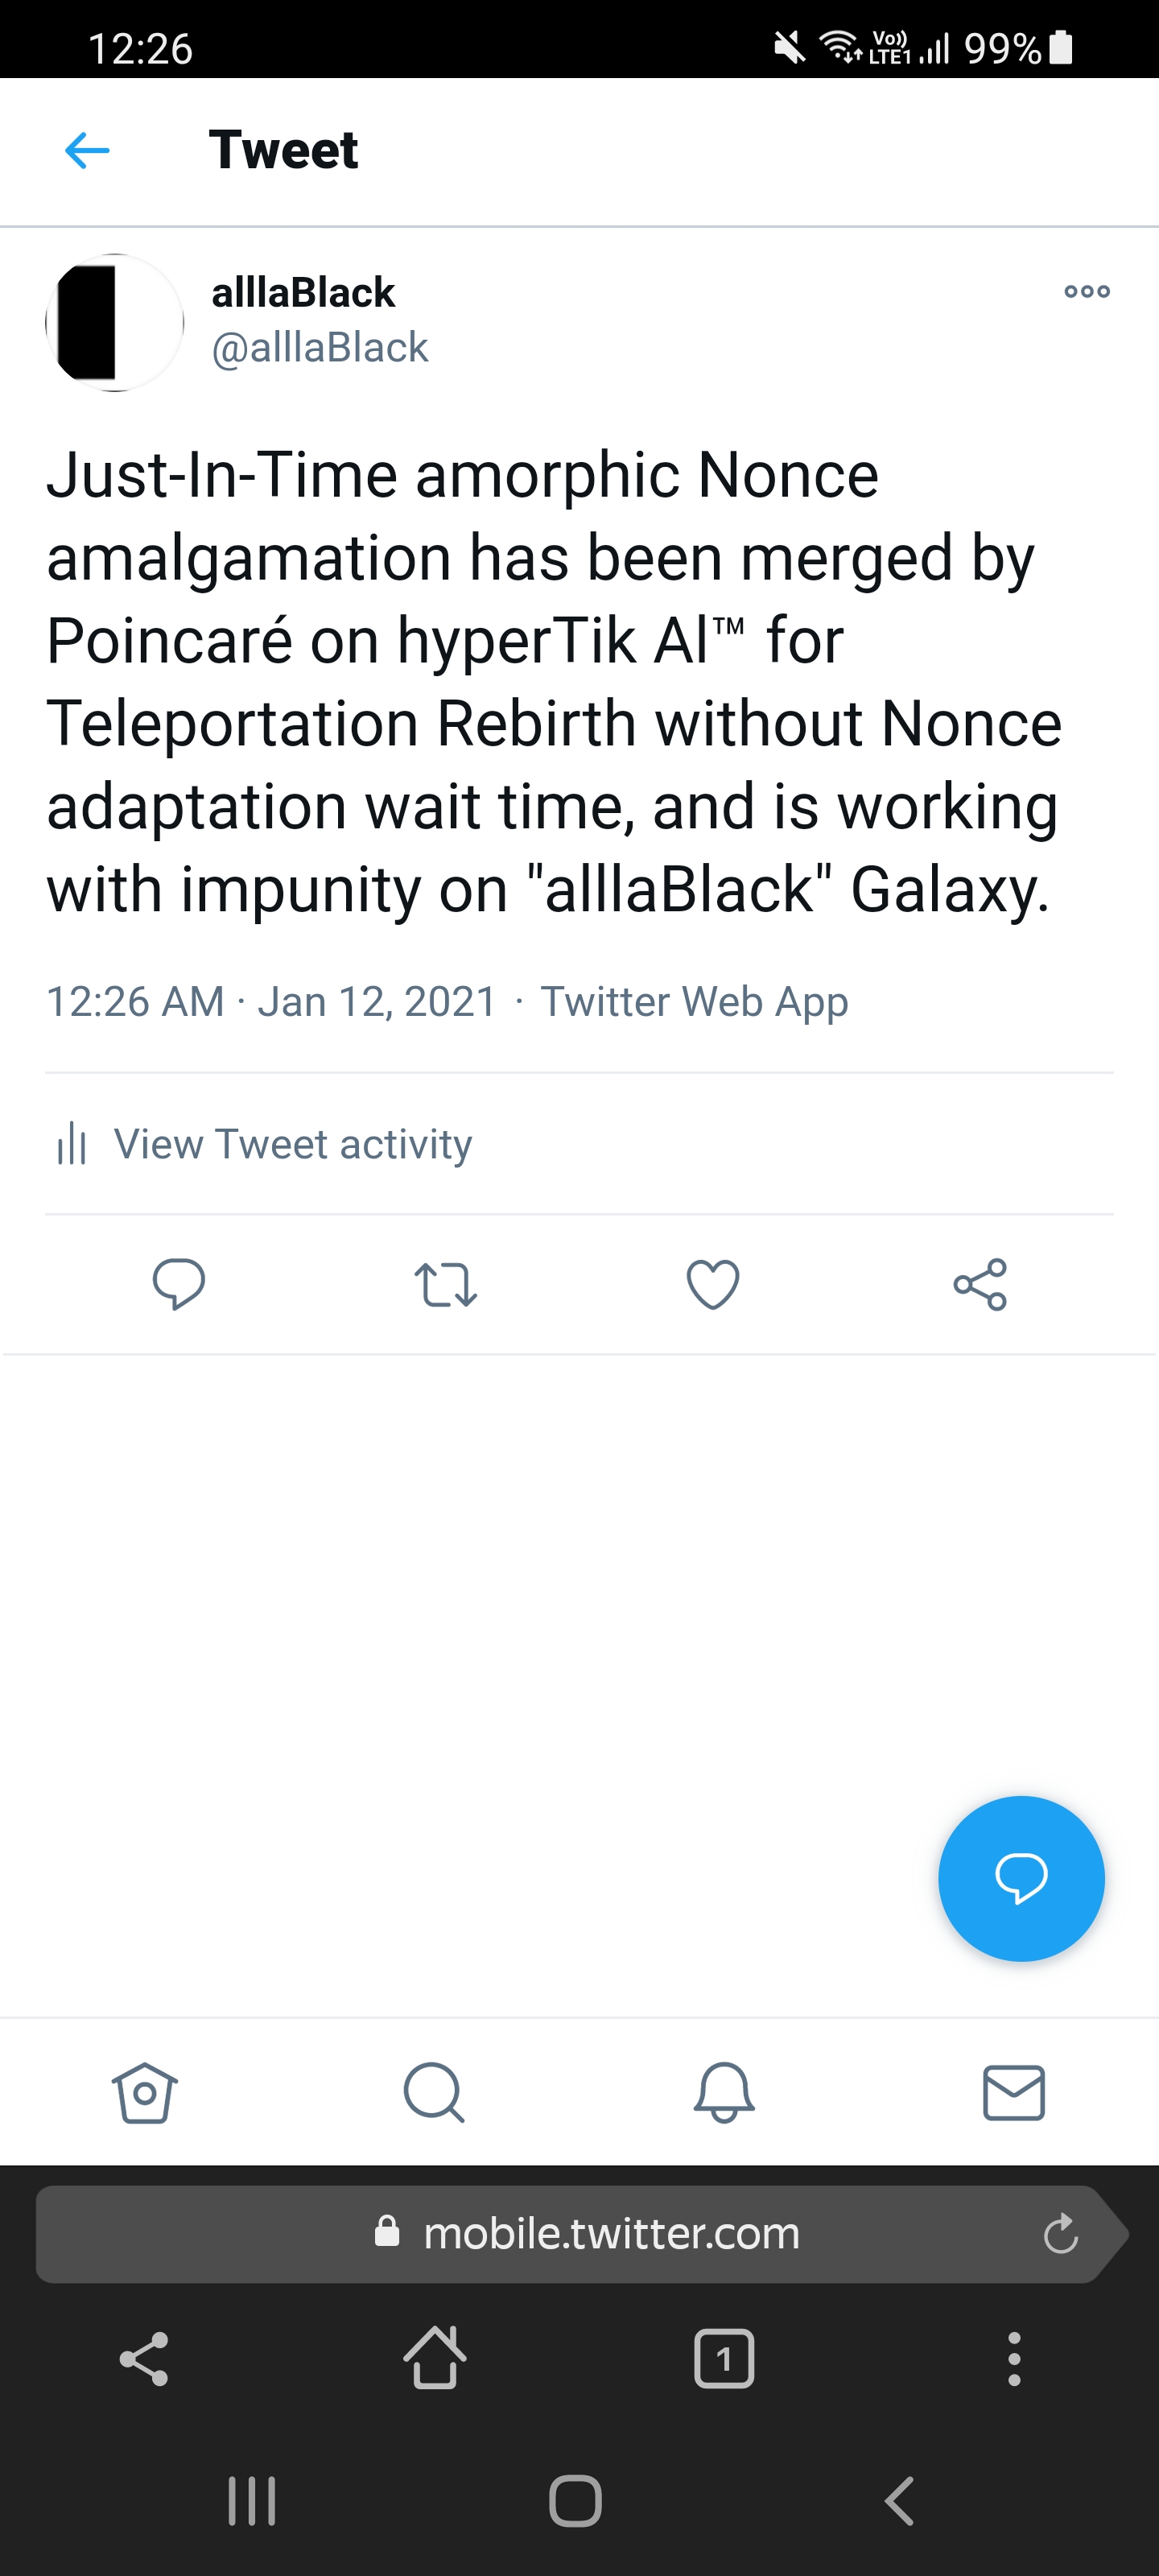 12:26
Vo)) LTE1 99%
Tweet
alllaBlack
@alllaBlack
Just-In-Time amorphic Nonce
amalgamation has been merged by
Poincaré on hyperTik Al™ for
Teleportation Rebirth without Nonce
adaptation wait time, and is working
with impunity on "alllaBlack" Galaxy.
12:26 AM · Jan 12, 2021 · Twitter Web App
View Tweet activity
mobile.twitter.com
1